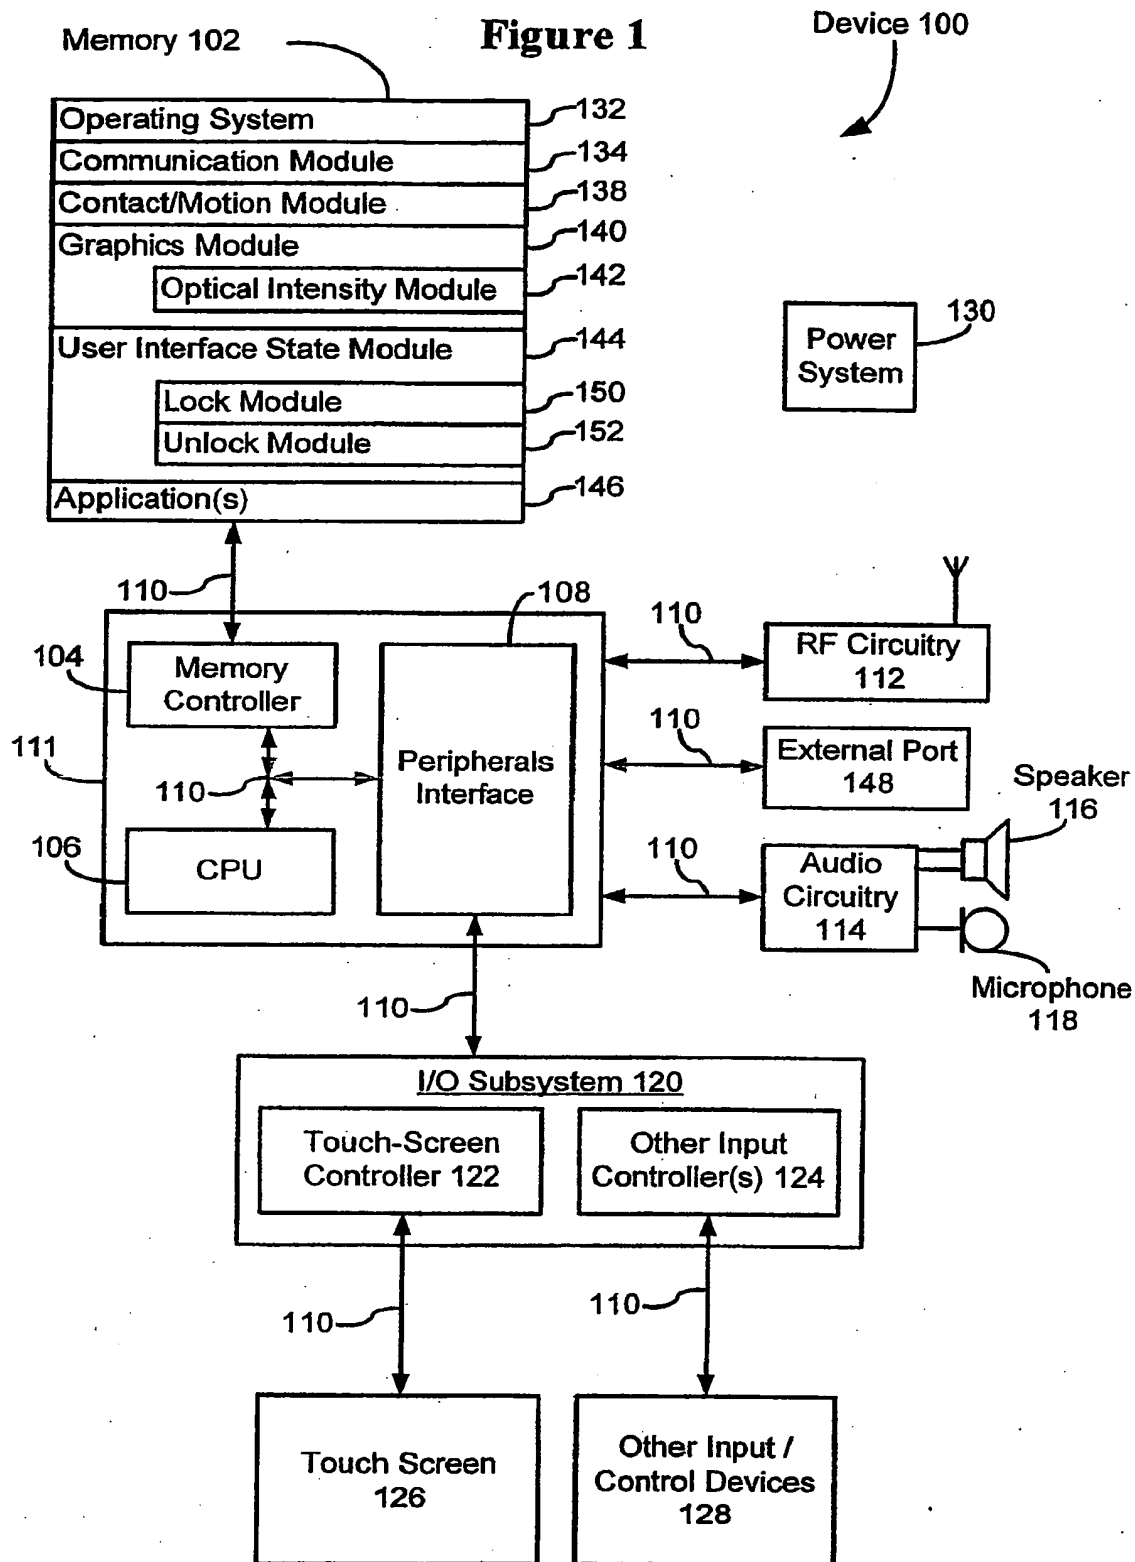 Figure 1
Memory 102
Device 100
Operating System
132
Communication Module
134
Contact/Motion Module
138
Graphics Module
140
Optical Intensity Module
142
User Interface State Module
144
Lock Module
150
Unlock Module
152
Application(s)
146
Power
System
130
110
108
104
Memory
Controller
111
110
Peripherals
Interface
106
CPU
110
RF Circuitry
112
110
External Port
148
Speaker
116
110
Audio
Circuitry
114
Microphone
118
110
I/O Subsystem 120
Touch-Screen
Controller 122
Other Input
Controller(s) 124
110
110
Touch Screen
126
Other Input /
Control Devices
128